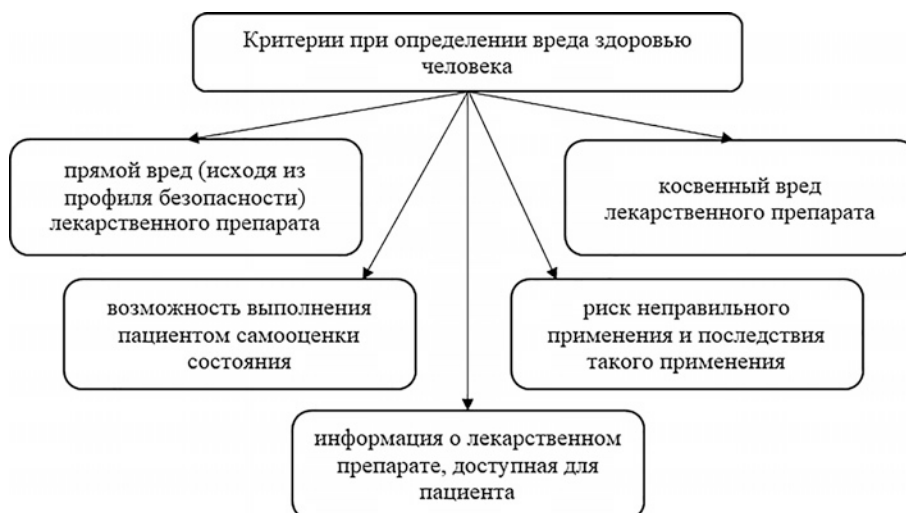 Критерии при определении вреда здоровью
человека
прямой вред (исходя из
профиля безопасности)
лекарственного препарата
косвенный вред
лекарственного препарата
возможность выполнения
пациентом самооценки
состояния
риск неправильного
применения и последствия
такого применения
информация о лекарственном
препарате, доступная для
пациента